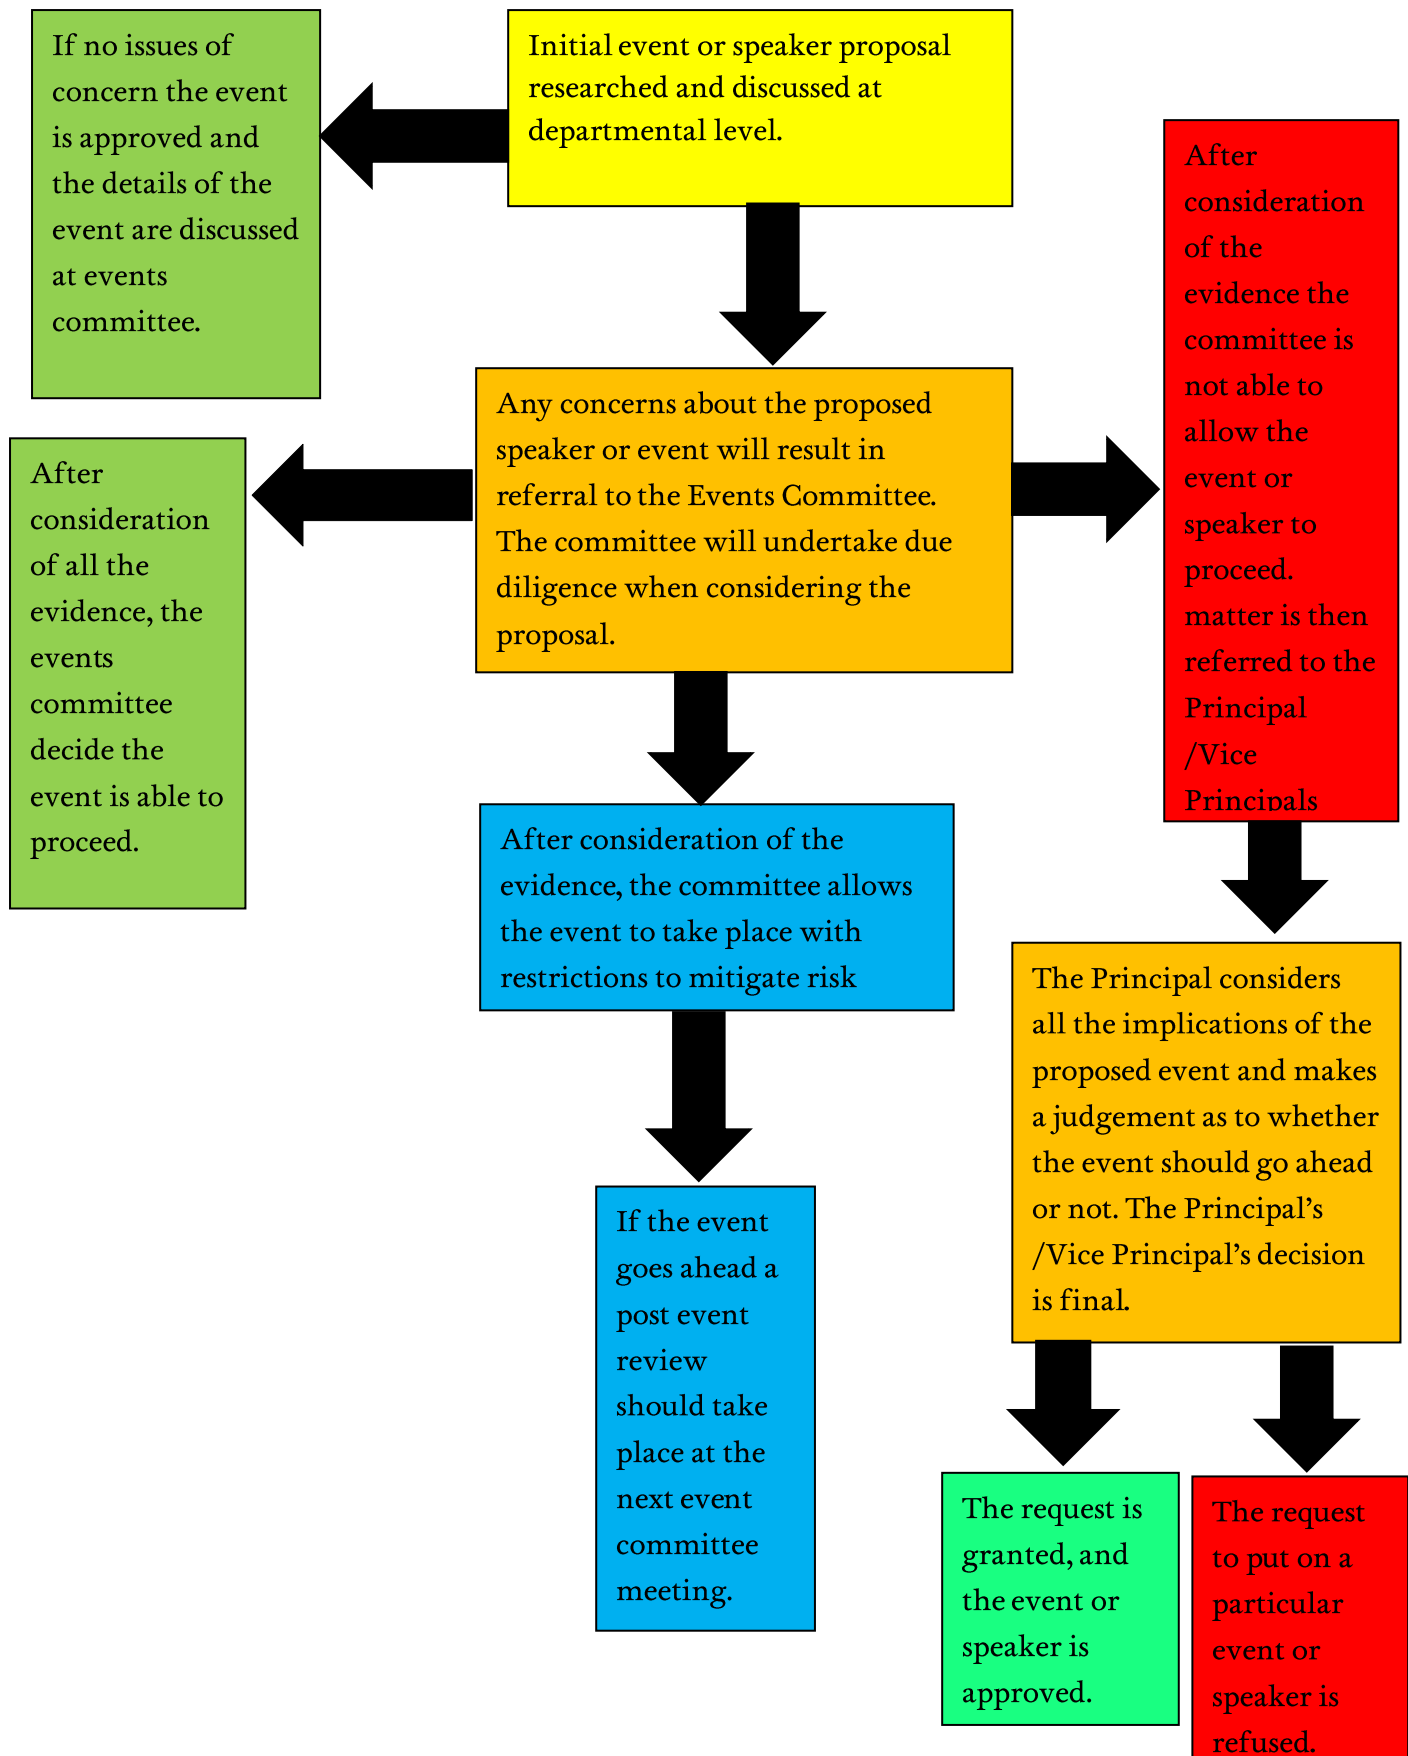 If no issues of
concern the event
is approved and
the details of the
event are discussed
at events
committee.
Initial event or speaker proposal
researched and discussed at
departmental level.
After
consideration
of the
evidence the
committee is
not able to
allow the
event or
speaker to
proceed.
matter is then
referred to the
Principal
/Vice
Principals
Any concerns about the proposed
speaker or event will result in
referral to the Events Committee.
The committee will undertake due
diligence when considering the
proposal.
After
consideration
of all the
evidence, the
events
committee
decide the
event is able to
proceed.
After consideration of the
evidence, the committee allows
the event to take place with
restrictions to mitigate risk
The Principal considers
all the implications of the
proposed event and makes
a judgement as to whether
the event should go ahead
or not. The Principal’s
/Vice Principal’s decision
is final.
If the event
goes ahead a
post event
review
should take
place at the
next event
committee
meeting.
The request is
granted, and
the event or
speaker is
approved.
The request
to put on a
particular
event or
speaker is
refused.